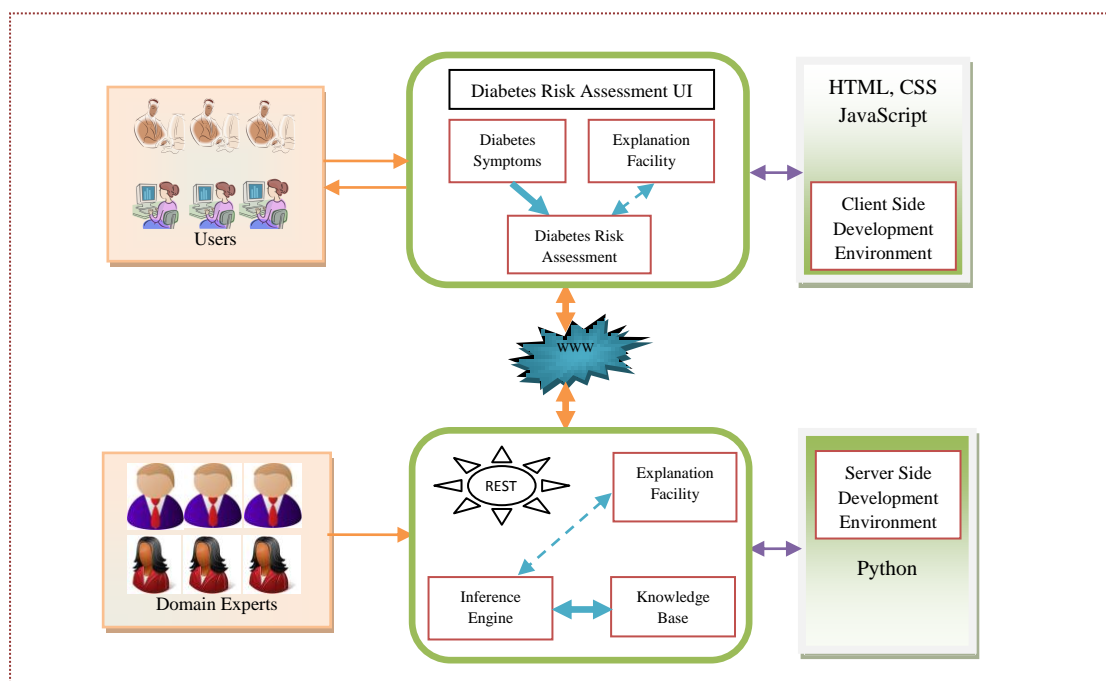 Diabetes Risk Assessment UI
Diabetes
Symptoms
Explanation
Facility
Diabetes Risk
Assessment
Users
HTML, CSS
JavaScript
Client Side
Development
Environment
WWW
Domain Experts
REST
Explanation
Facility
Inference
Engine
Knowledge
Base
Server Side
Development
Environment
Python